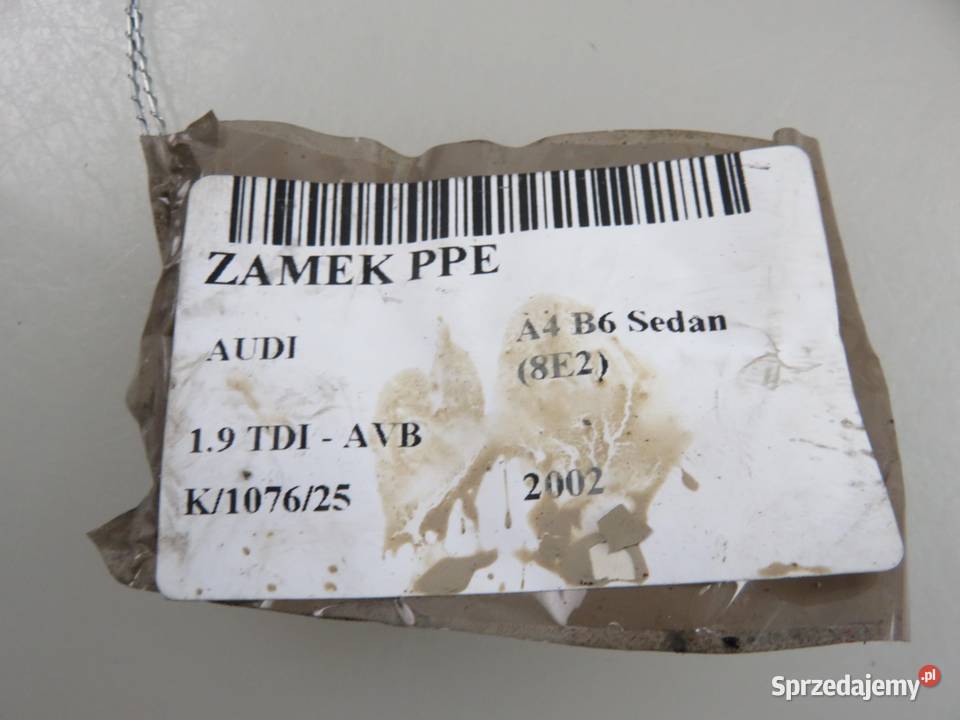 ZAMEK PPE
AUDI
A4 B6 Sedan
(8E2)
1.9 TDI - AVB
K/1076/25
2002
Sprzedajemy.pl